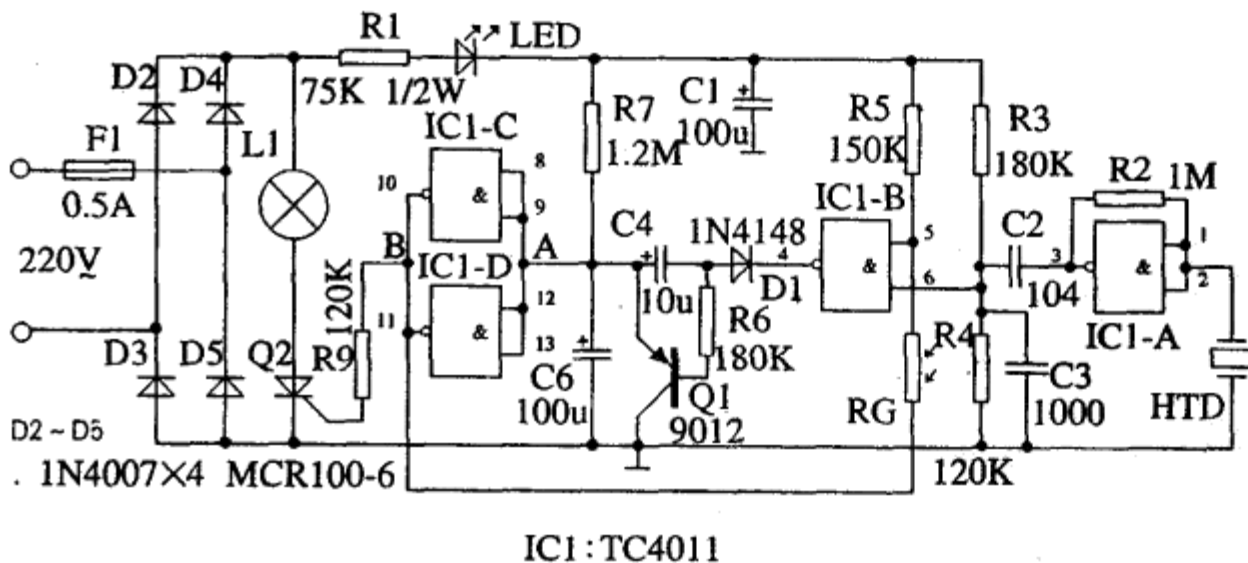 R1
LED
D2
D4
75K
1/2W
C1
100u
R7
1.2M
R5
150K
R3
180K
IC1-C
F1
L1
0.5A
10
8
9
&
R2
1M
IC1-B
C4
1N4148
C2
B
A
IC1-D
4
5
6
&
3
1
2
&
220V
~
120K
10u
D1
104
IC1-A
11
12
13
&
R6
180K
R4
D3
D5
Q2
R9
C6
100u
Q1
9012
RG
C3
1000
HTD
D2~D5
+
+
+
. 1N4007×4
MCR100-6
120K
IC1:TC4011